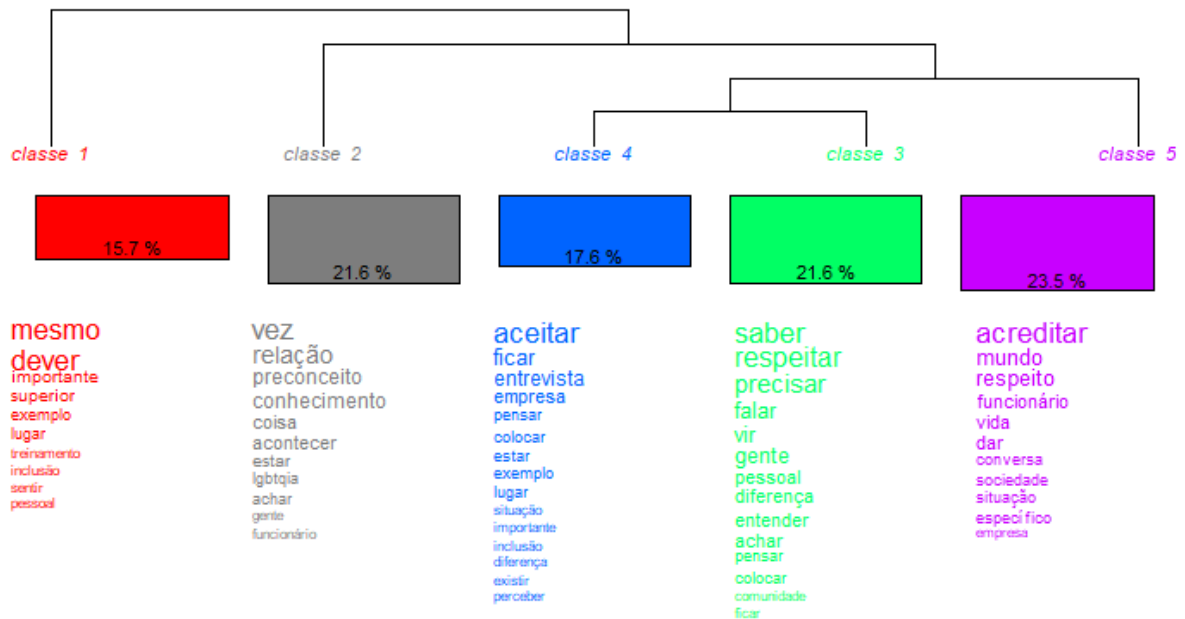 classe 1 classe 2 classe 4 classe 3 classe 5
15.7 % 21.6 % 17.6 % 21.6 % 23.5 %
mesmo
dever
importante
superior
exemplo
lugar
treinamento
inclusão
sentir
pessoal
vez
relação
preconceito
conhecimento
coisa
acontecer
estar
lgbtqia
achar
gente
funcionário
aceitar
ficar
entrevista
empresa
pensar
colocar
estar
exemplo
lugar
situação
importante
inclusão
diferença
existir
perceber
saber
respeitar
precisar
falar
vir
gente
pessoal
diferença
entender
achar
pensar
colocar
comunidade
ficar
acreditar
mundo
respeito
funcionário
vida
dar
conversa
sociedade
situação
específico
empresa